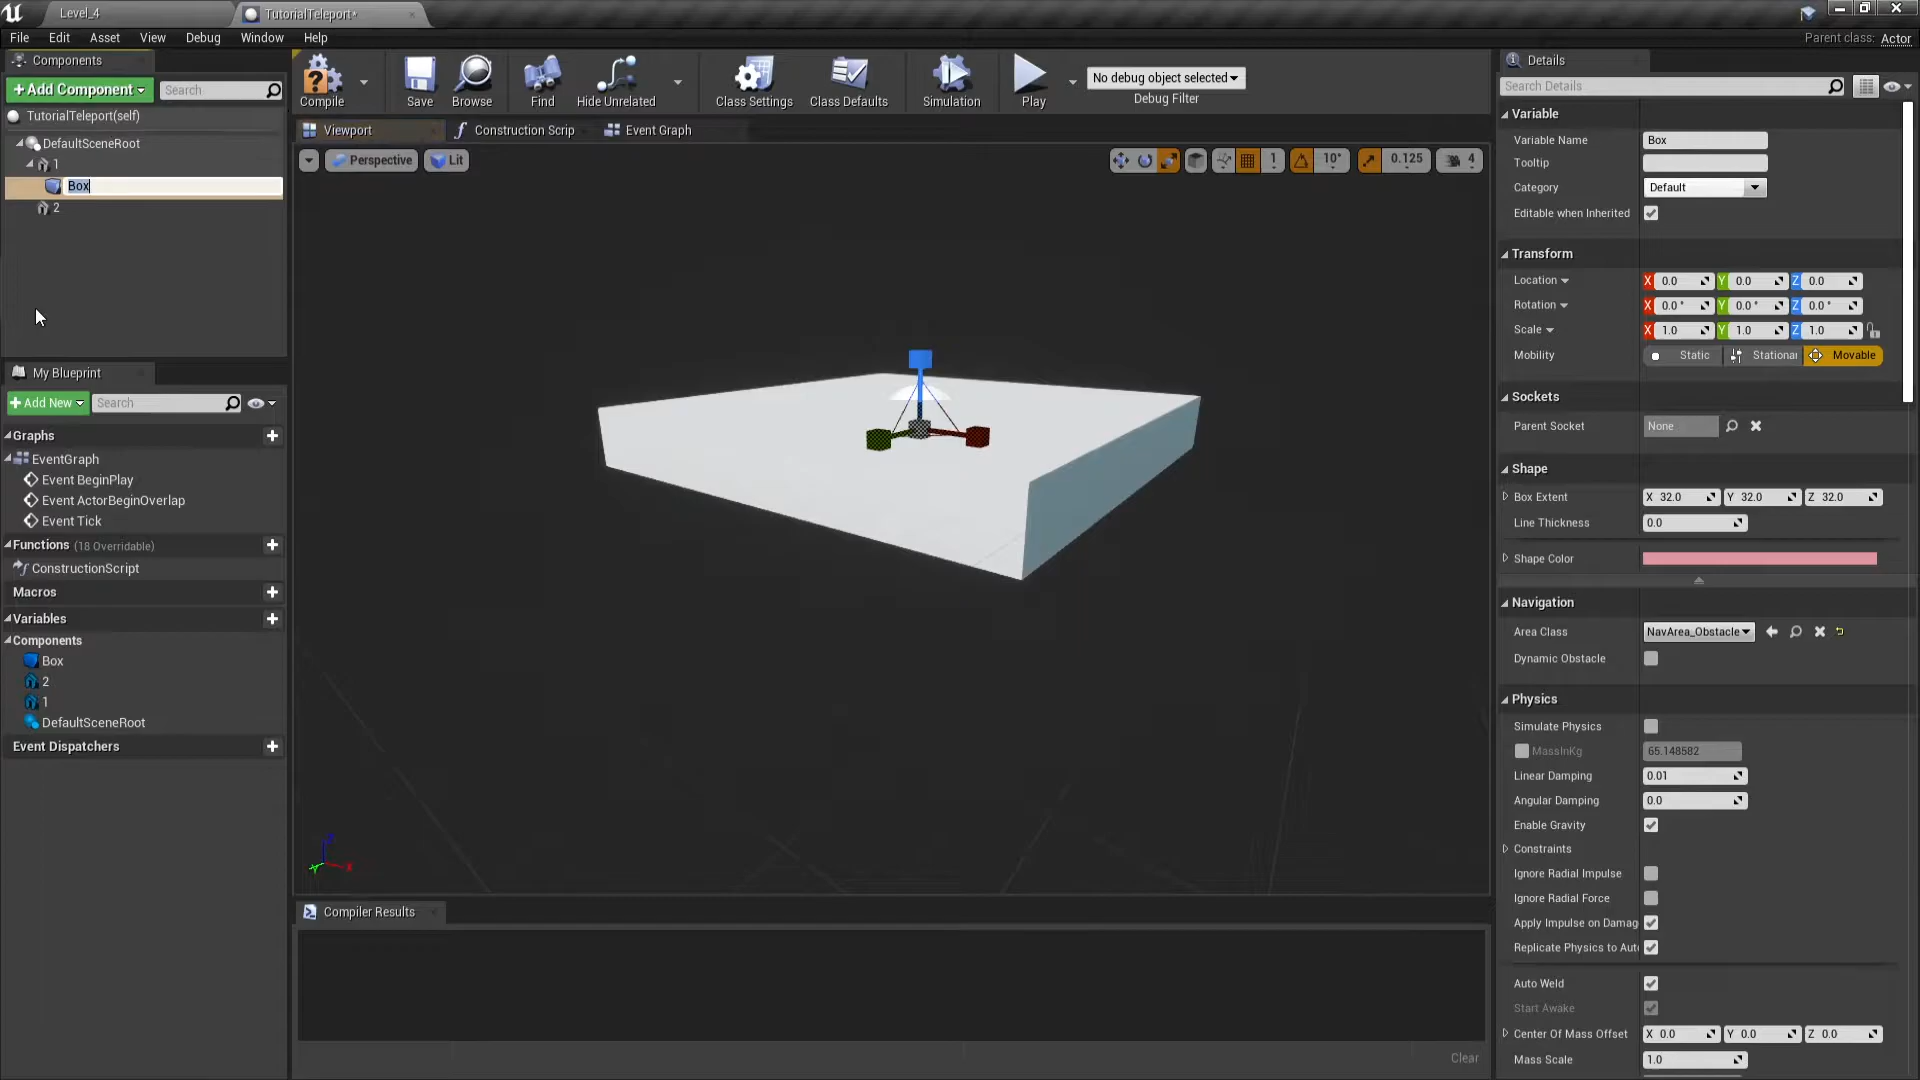 Level_4
TutorialTeleport*
File Edit Asset View Debug Window Help
Parent class: Actor
Components
+Add Component
Search
TutorialTeleport(self)
DefaultSceneRoot
1
Box
2
My Blueprint
+Add New
Search
Graphs
EventGraph
Event BeginPlay
Event ActorBeginOverlap
Event Tick
Functions (18 Overridable)
ConstructionScript
Macros
Variables
Components
Box
2
1
DefaultSceneRoot
Event Dispatchers
Compile
Save
Browse
Find
Hide Unrelated
Class Settings
Class Defaults
Simulation
Play
No debug object selected
Debug Filter
Viewport
Construction Scrip
Event Graph
Perspective
Lit
1
10°
0.125
4
Compiler Results
Clear
Details
Search Details
Variable
Variable Name Box
Tooltip
Category Default
Editable when Inherited
Transform
Location X 0.0 Y 0.0 Z 0.0
Rotation X 0.0 ° Y 0.0 ° Z 0.0 °
Scale X 1.0 Y 1.0 Z 1.0
Mobility Static Stationar Movable
Sockets
Parent Socket None
Shape
Box Extent X 32.0 Y 32.0 Z 32.0
Line Thickness 0.0
Shape Color
Navigation
Area Class NavArea_Obstacle
Dynamic Obstacle
Physics
Simulate Physics
MassInKg 65.148582
Linear Damping 0.01
Angular Damping 0.0
Enable Gravity
Constraints
Ignore Radial Impulse
Ignore Radial Force
Apply Impulse on Damag
Replicate Physics to Aut
Auto Weld
Start Awake
Center Of Mass Offset X 0.0 Y 0.0 Z 0.0
Mass Scale 1.0